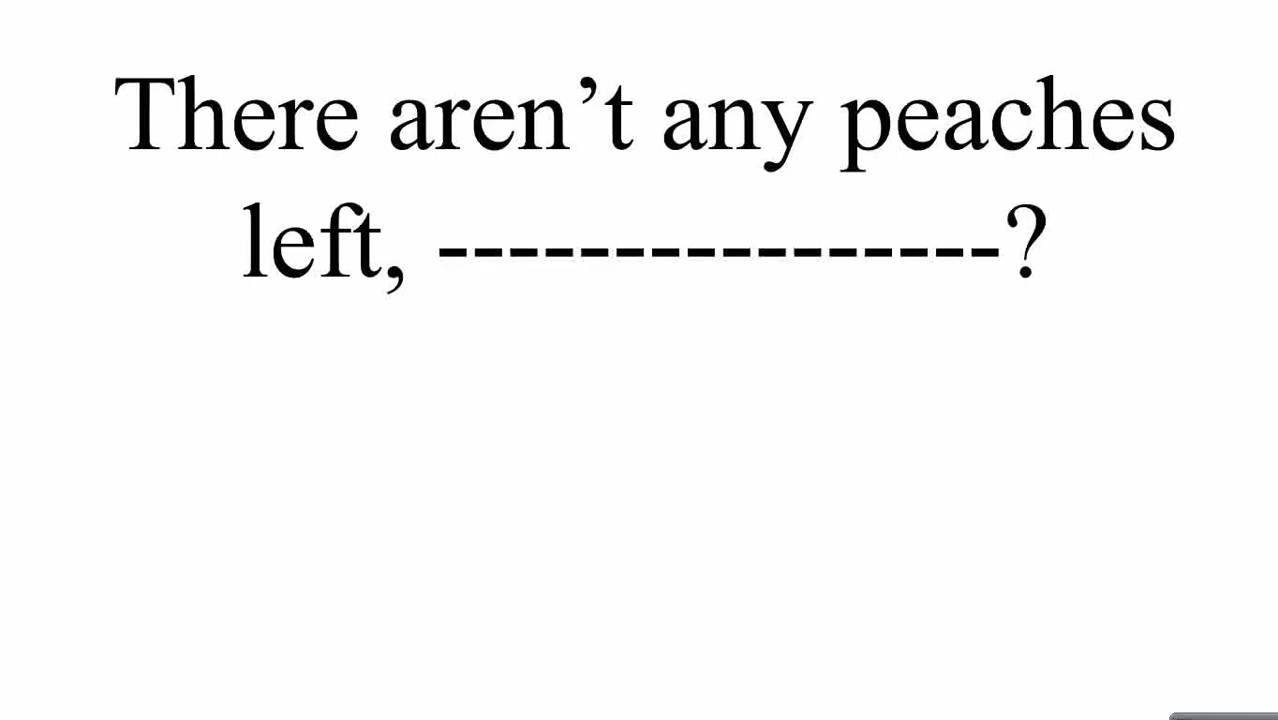 There aren’t any peaches
left, ----------------?